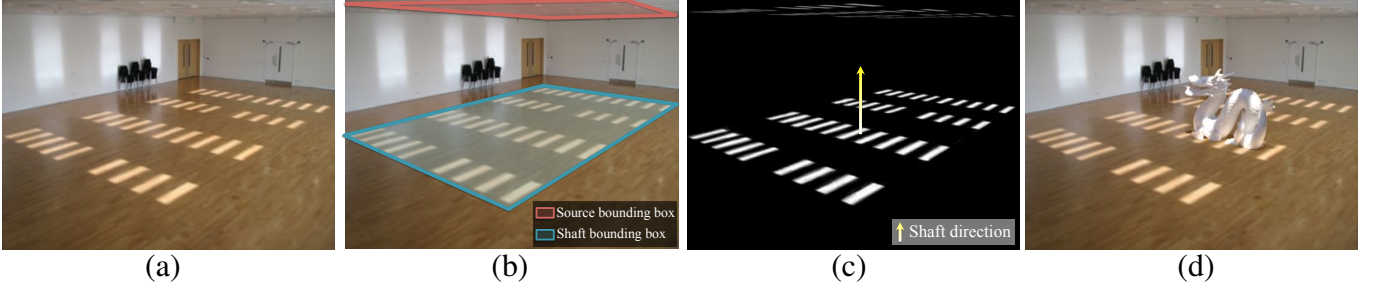 Source bounding box
Shaft bounding box
Shaft direction
(a)
(b)
(c)
(d)